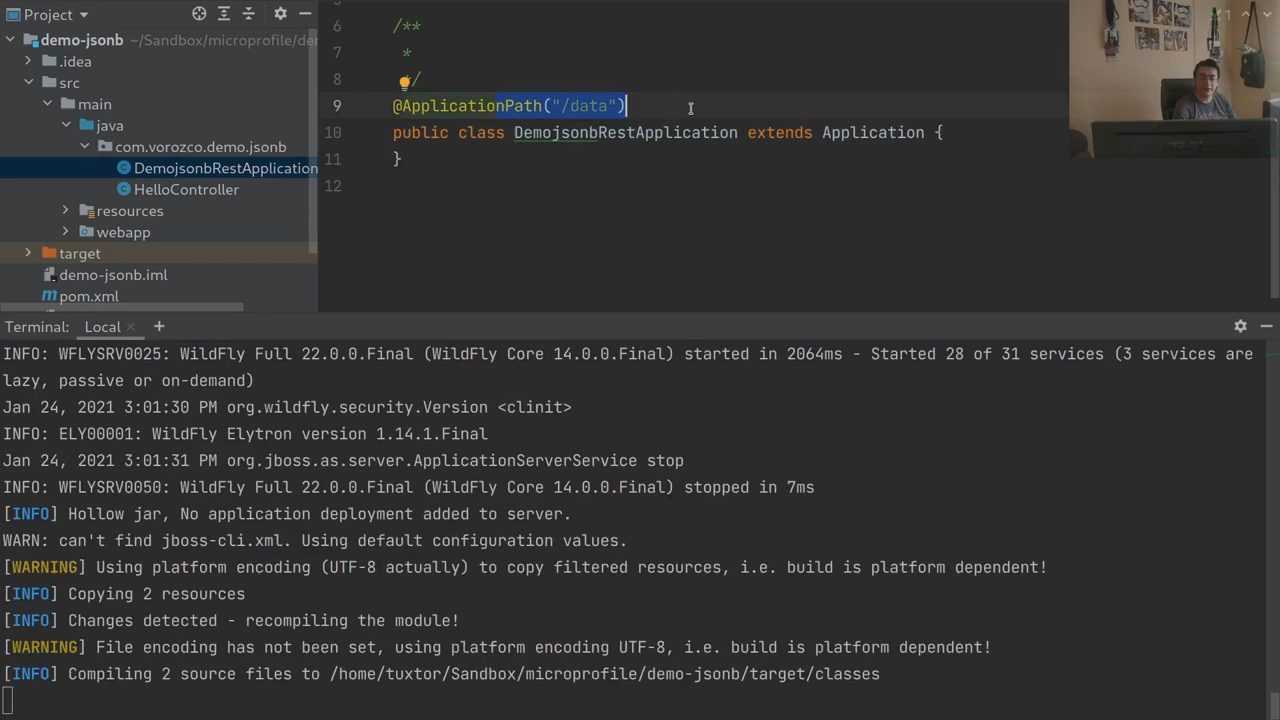 Project
demo-jsonb ~/Sandbox/microprofile/de
.idea
src
main
java
com.vorozco.demo.jsonb
DemojsonbRestApplication
HelloController
resources
webapp
target
demo-jsonb.iml
pom.xml
6 /**
7 *
8 */
9 @ApplicationPath("/data")
10 public class DemojsonbRestApplication extends Application {
11 }
12
1
Terminal: Local
INFO: WFLYSRV0025: WildFly Full 22.0.0.Final (WildFly Core 14.0.0.Final) started in 2064ms - Started 28 of 31 services (3 services are
lazy, passive or on-demand)
Jan 24, 2021 3:01:30 PM org.wildfly.security.Version <clinit>
INFO: ELY00001: WildFly Elytron version 1.14.1.Final
Jan 24, 2021 3:01:31 PM org.jboss.as.server.ApplicationServerService stop
INFO: WFLYSRV0050: WildFly Full 22.0.0.Final (WildFly Core 14.0.0.Final) stopped in 7ms
[INFO] Hollow jar, No application deployment added to server.
WARN: can't find jboss-cli.xml. Using default configuration values.
[WARNING] Using platform encoding (UTF-8 actually) to copy filtered resources, i.e. build is platform dependent!
[INFO] Copying 2 resources
[INFO] Changes detected - recompiling the module!
[WARNING] File encoding has not been set, using platform encoding UTF-8, i.e. build is platform dependent!
[INFO] Compiling 2 source files to /home/tuxtor/Sandbox/microprofile/demo-jsonb/target/classes